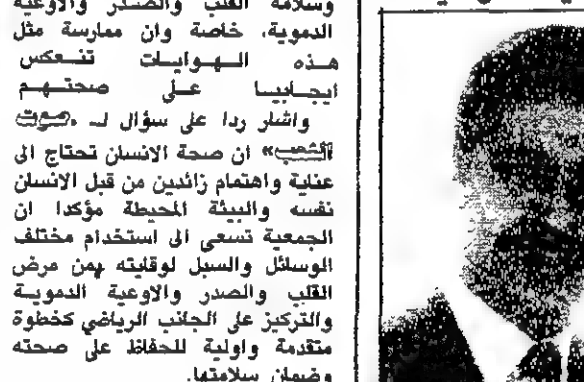 وسلامة القلب والصدر والاوعية
الدموية، خاصة وان ممارسة مثل
هذه الهوايات تنعكس
ايجابيا على صحتهم
واشار ردا على سؤال لـ «صوت
الشعب» ان صحة الانسان تحتاج الى
عناية واهتمام زائدين من قبل الانسان
نفسه والبيئة المحيطة مؤكدا ان
الجمعية تسعى الى استخدام مختلف
الوسائل والسبل لوقايته بمن مرض
القلب والصدر والاوعية الدموية
والتركيز على الجانب الرياضي كخطوة
متقدمة واولية للحفاظ على صحته
وضمان سلامتها.